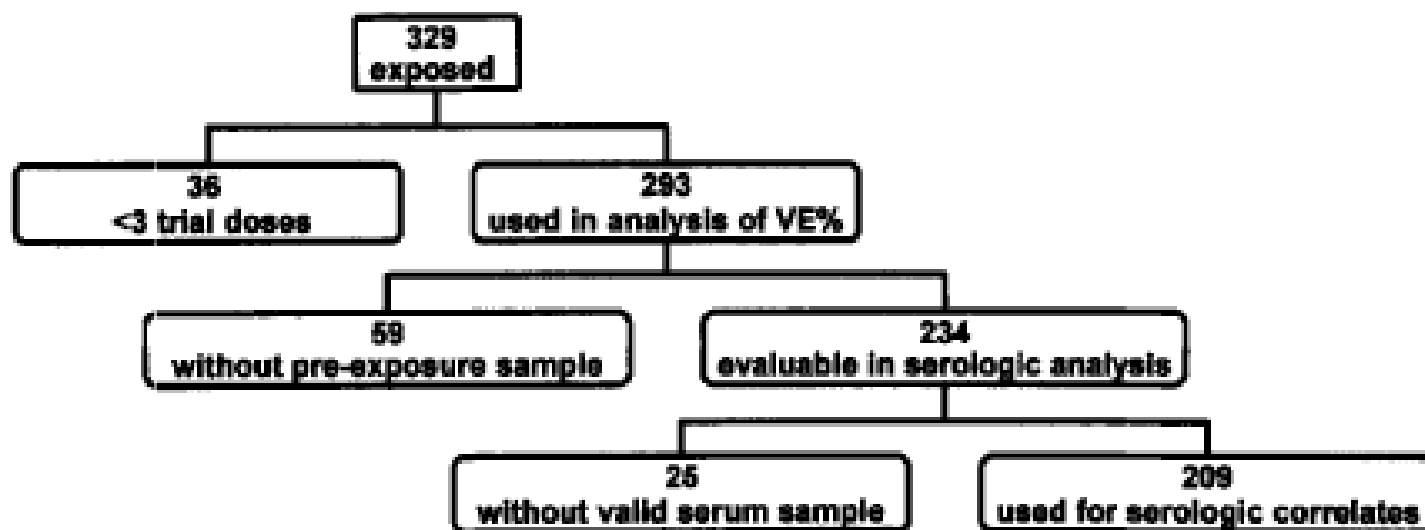 329
exposed
36
<3 trial doses
293
used in analysis of VE%
59
without pre-exposure sample
234
evaluable in serologic analysis
25
without valid serum sample
209
used for serologic correlates